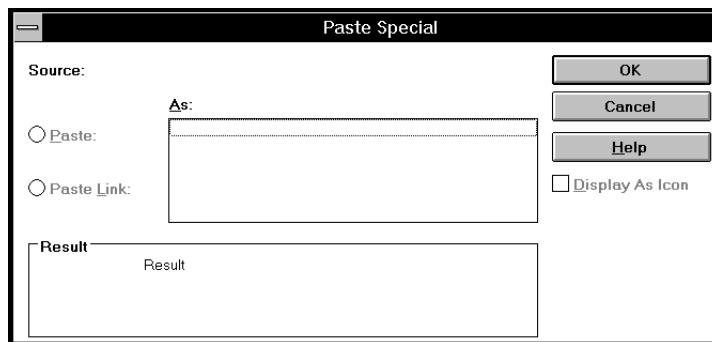 Paste Special
Source:
OK
As:
Cancel
Paste:
Help
Paste Link:
Display As Icon
Result
Result